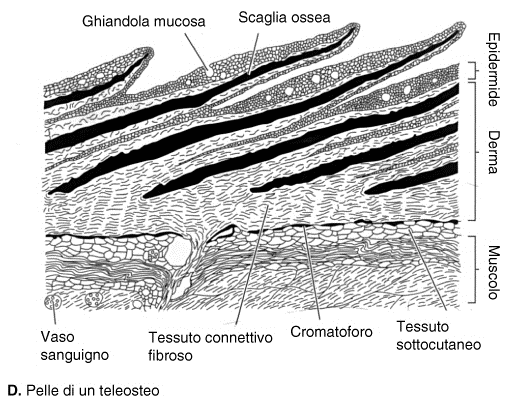 Ghiandola mucosa
Scaglia ossea
Epidermide
Derma
Muscolo
Vaso
sanguigno
Tessuto connettivo
fibroso
Cromatoforo
Tessuto
sottocutaneo
D. Pelle di un teleosteo